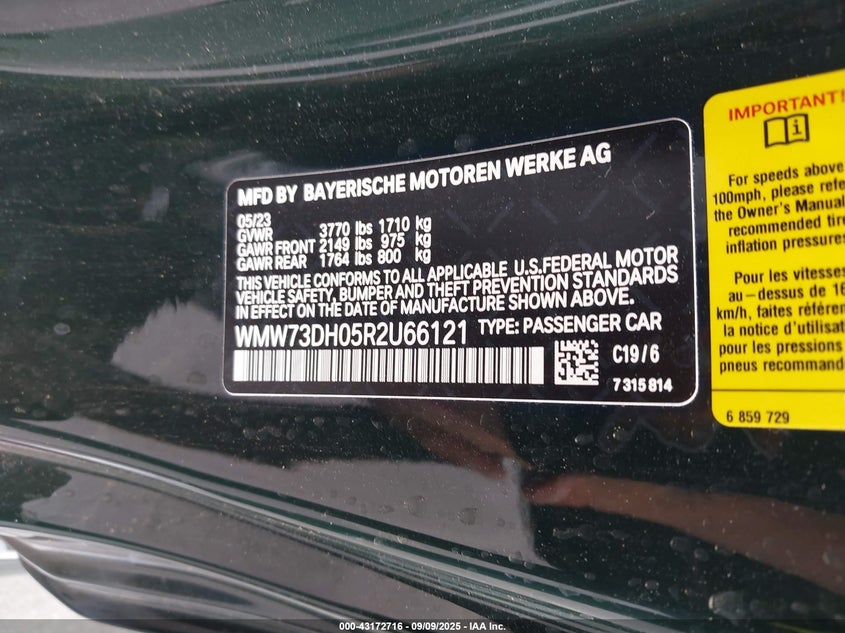 MFD BY BAYERISCHE MOTOREN WERKE AG
05/23
GVWR 3770 lbs 1710 kg
GAWR FRONT 2149 lbs 975 kg
GAWR REAR 1764 lbs 800 kg
THIS VEHICLE CONFORMS TO ALL APPLICABLE U.S.FEDERAL MOTOR
VEHICLE SAFETY, BUMPER AND THEFT PREVENTION STANDARDS
IN EFFECT ON THE DATE OF MANUFACTURE SHOWN ABOVE.
WMW73DH05R2U66121 TYPE: PASSENGER CAR
C19/6
7315814
IMPORTANT!
For speeds above
100mph, please refe
the Owner's Manual
recommended tire
inflation pressures
Pour les vitesses
au-dessus de 16
km/h, faites référen
la notice d'utilisat
pour les pressions
pneus recommand
6 859 729
000-43172716 - 09/09/2025 - IAA Inc.